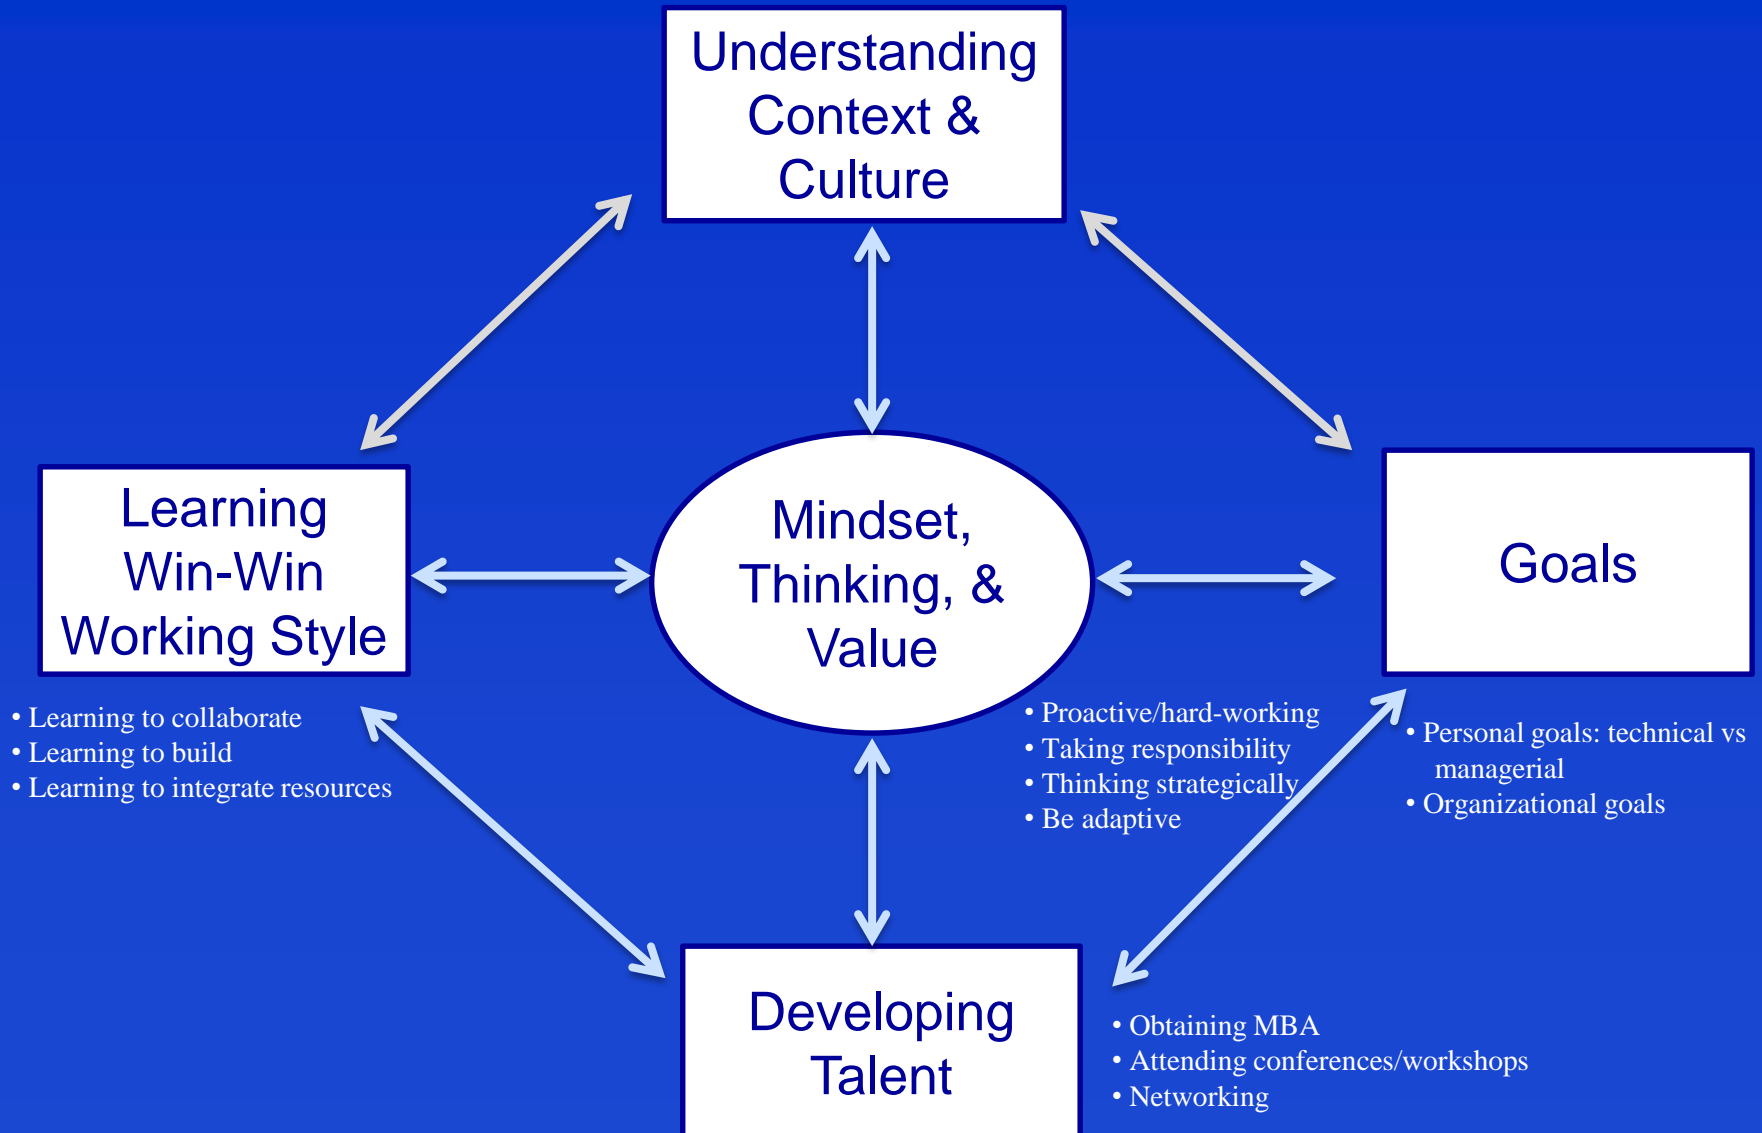 Understanding
Context &
Culture
Learning
Win-Win
Working Style
Mindset,
Thinking, &
Value
Goals
• Learning to collaborate
• Learning to build
• Learning to integrate resources
• Proactive/hard-working
• Taking responsibility
• Thinking strategically
• Be adaptive
• Personal goals: technical vs
managerial
• Organizational goals
Developing
Talent
• Obtaining MBA
• Attending conferences/workshops
• Networking